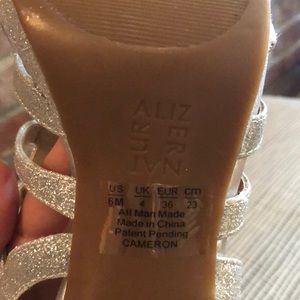 NATURALIZER
US UK EUR cm
6M 4 36 23
All Man Made
Made in China
Patent Pending
CAMERON